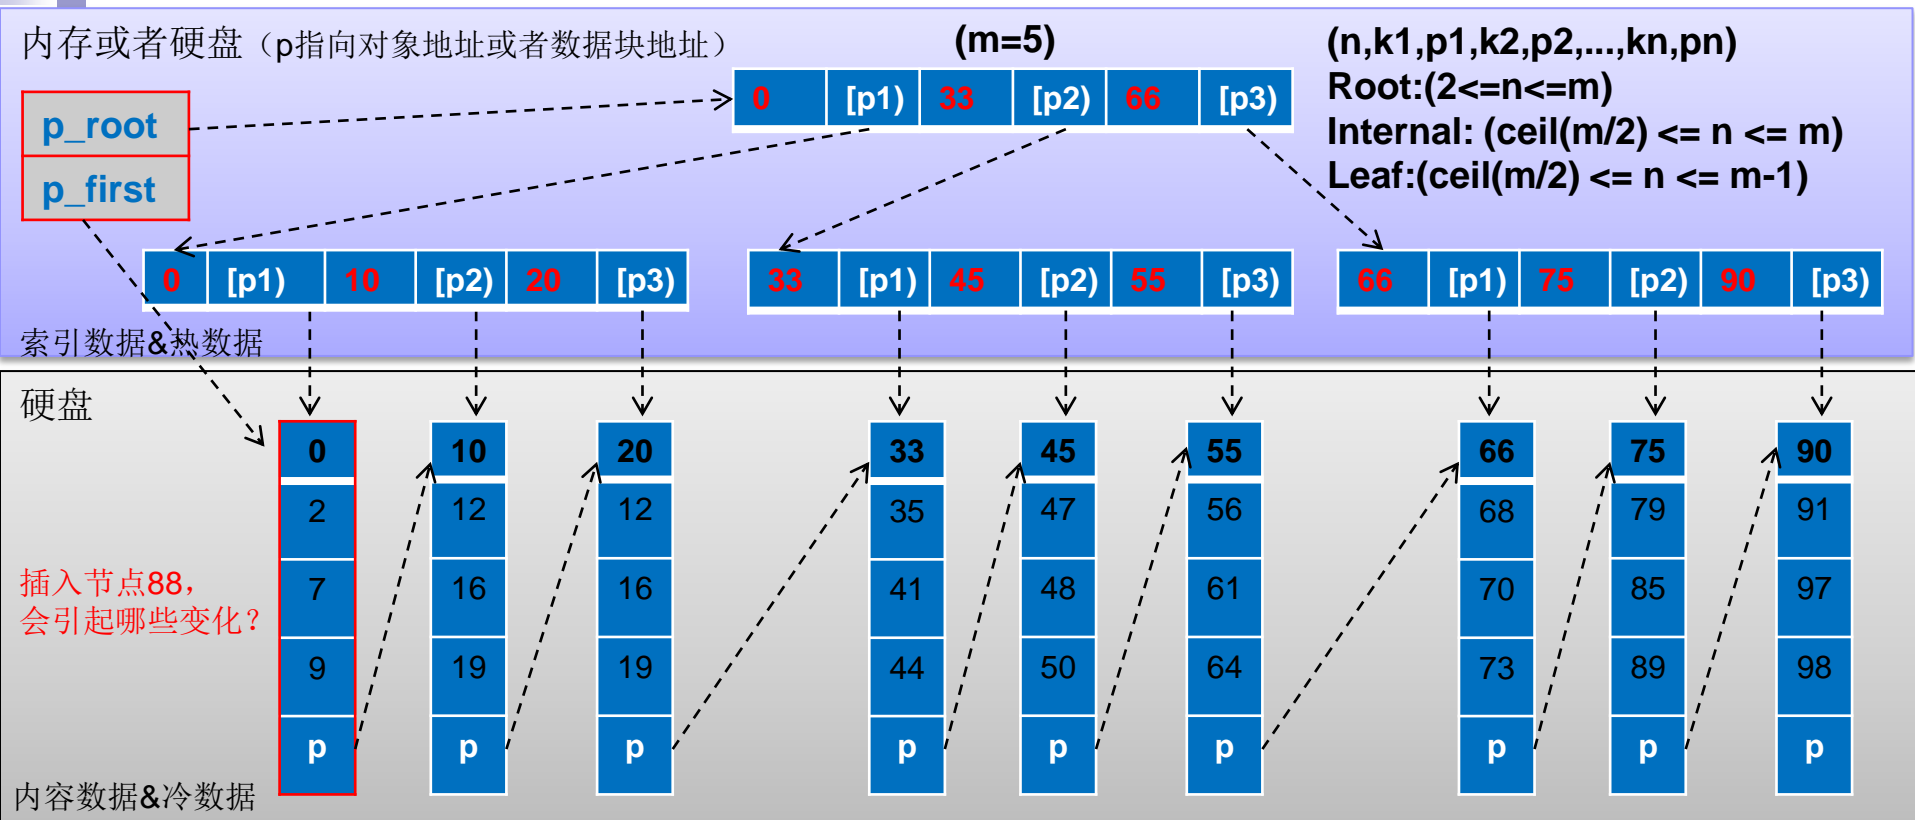 内存或者硬盘（p指向对象地址或者数据块地址）
(m=5)
(n,k1,p1,k2,p2,...,kn,pn)
Root:(2<=n<=m)
Internal: (ceil(m/2) <= n <= m)
Leaf:(ceil(m/2) <= n <= m-1)
0 [p1) 33 [p2) 66 [p3)
p_root
p_first
0 [p1) 10 [p2) 20 [p3)
33 [p1) 45 [p2) 55 [p3)
66 [p1) 75 [p2) 90 [p3)
索引数据&热数据
硬盘
0 10 20 33 45 55 66 75 90
2 12 12 35 47 56 68 79 91
插入节点88，
会引起哪些变化？
7 16 16 41 48 61 70 85 97
9 19 19 44 50 64 73 89 98
p p p p p p p p p
内容数据&冷数据